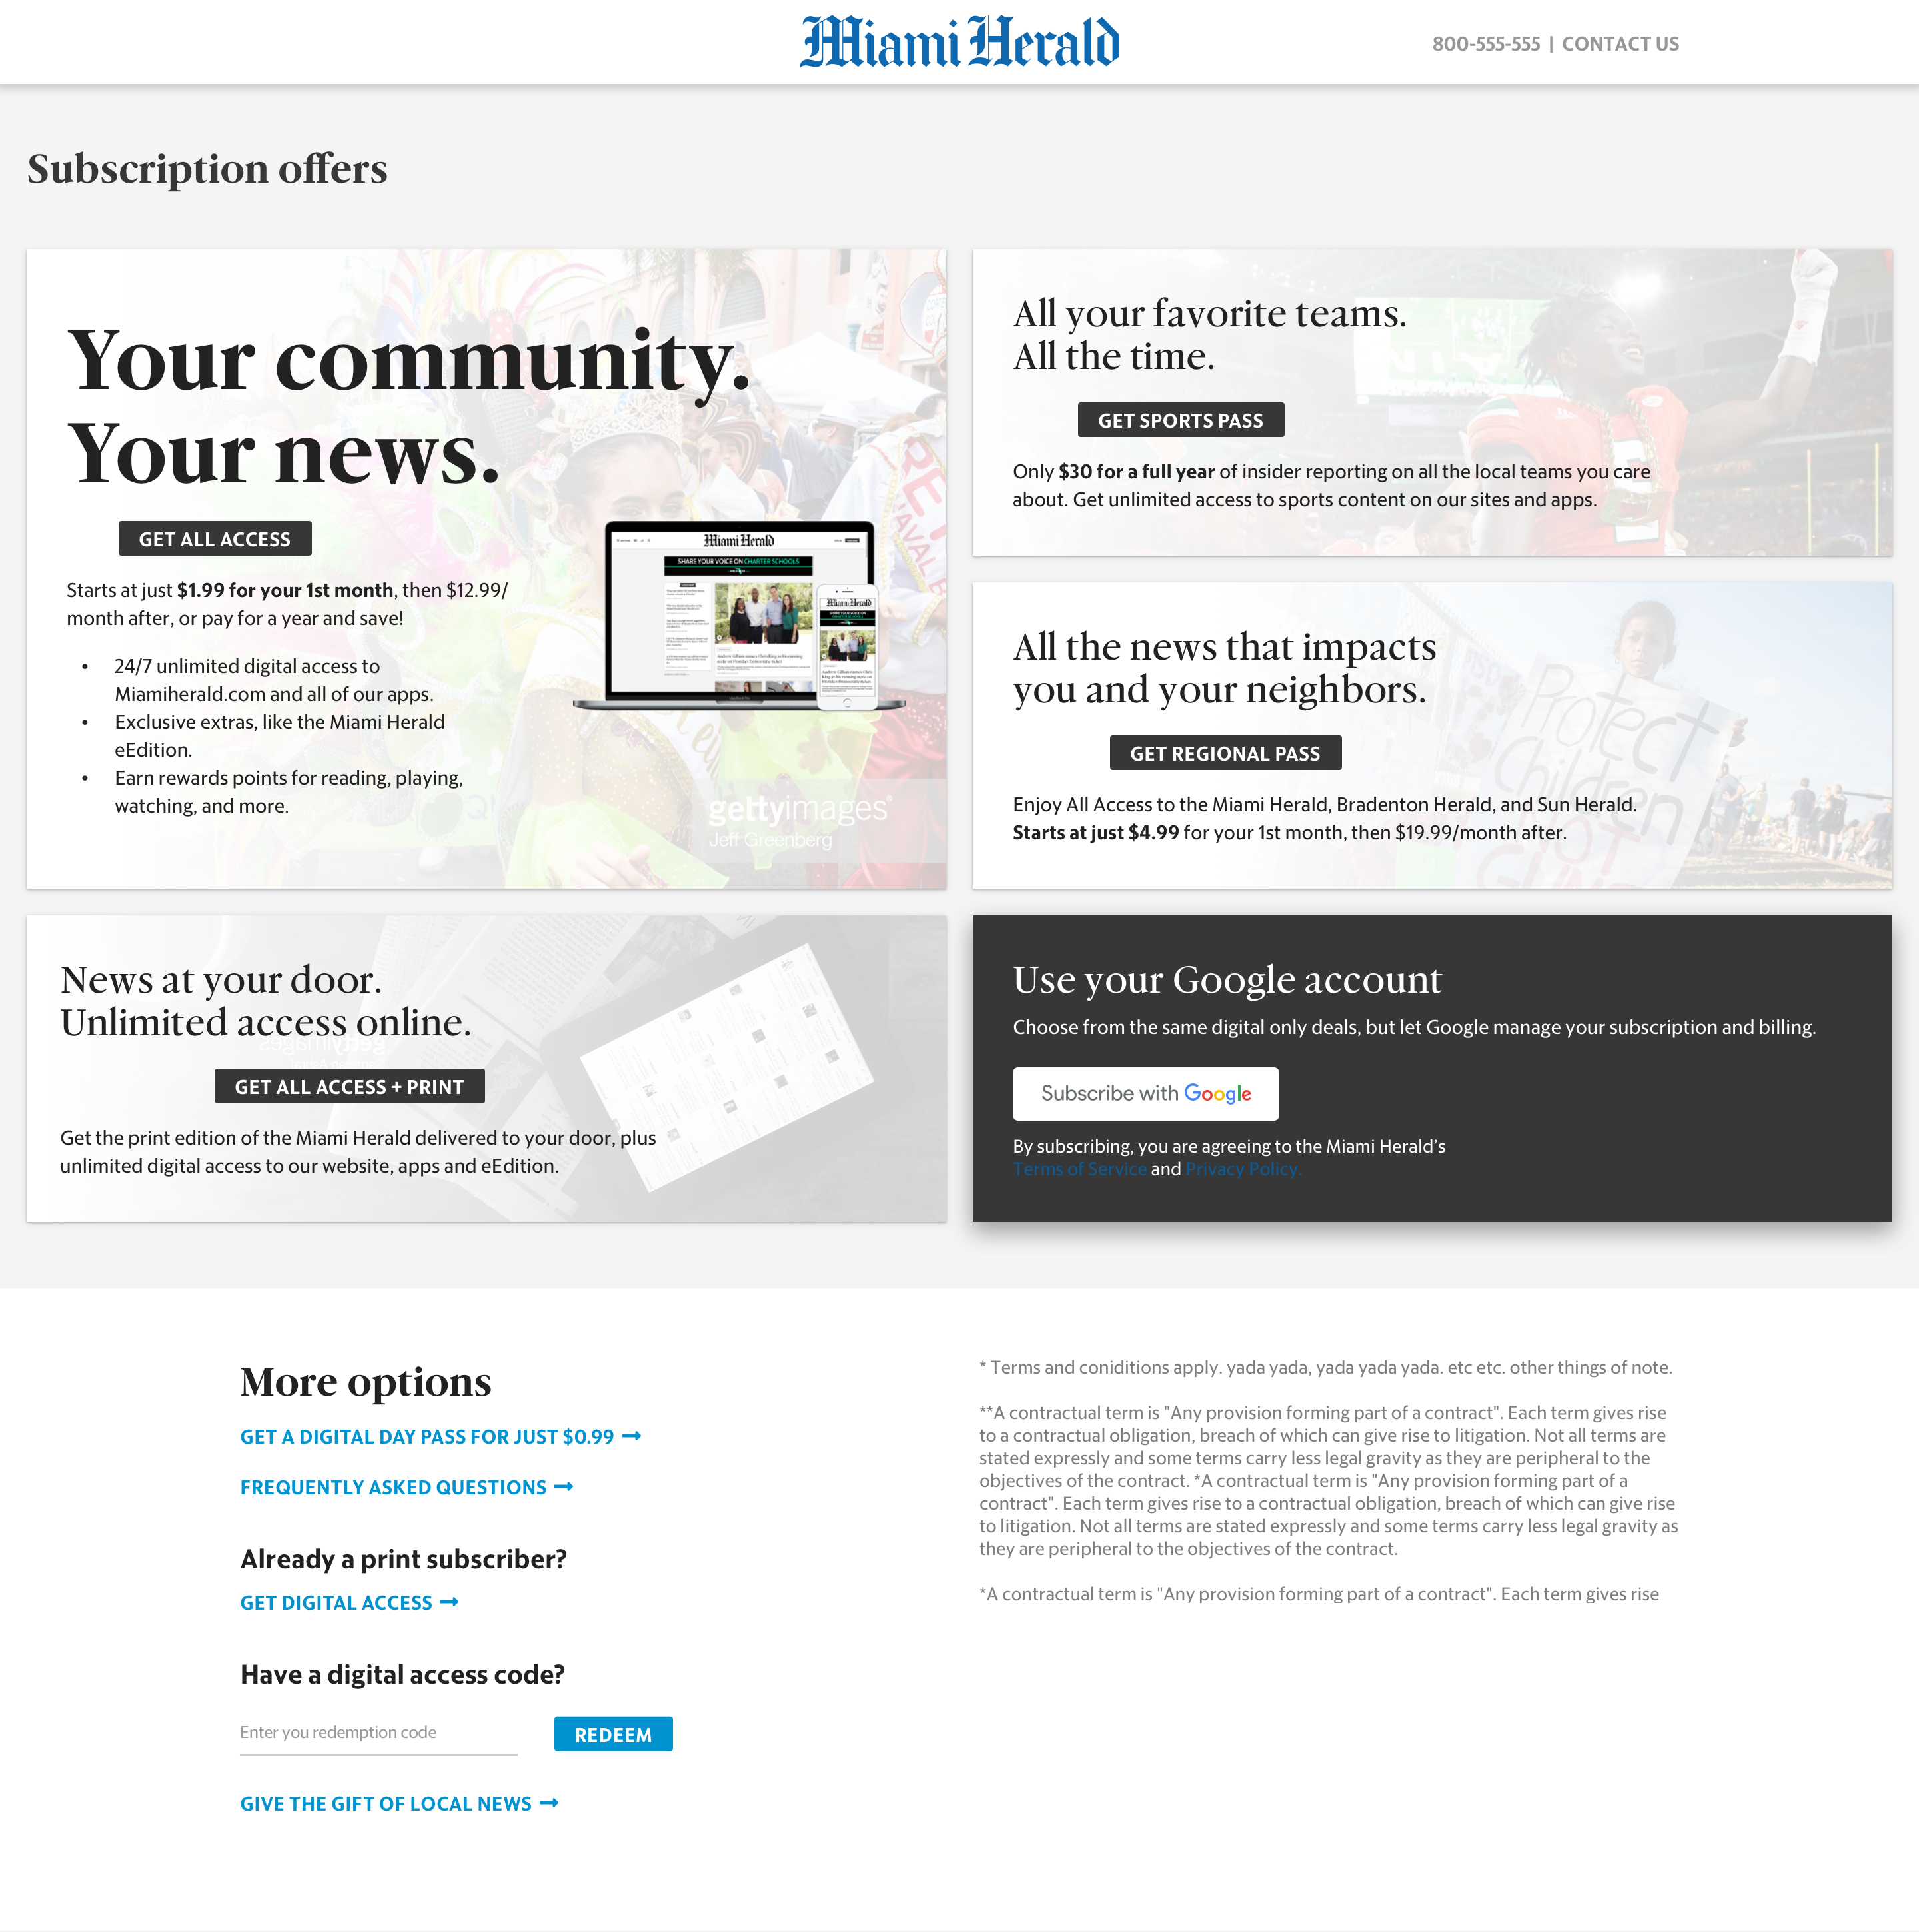 Miami Herald
800-555-555 | CONTACT US
Subscription offers
Your community.
Your news.
GET ALL ACCESS
Starts at just $1.99 for your 1st month, then $12.99/
month after, or pay for a year and save!
• 24/7 unlimited digital access to
Miamiherald.com and all of our apps.
• Exclusive extras, like the Miami Herald
eEdition.
• Earn rewards points for reading, playing,
watching, and more.
Miami Herald
SHARE YOUR VOICE ON CHARTER SCHOOLS
Miami Herald
gettyimages
Jeff Greenberg
All your favorite teams.
All the time.
GET SPORTS PASS
Only $30 for a full year of insider reporting on all the local teams you care
about. Get unlimited access to sports content on our sites and apps.
All the news that impacts
you and your neighbors.
GET REGIONAL PASS
Enjoy All Access to the Miami Herald, Bradenton Herald, and Sun Herald.
Starts at just $4.99 for your 1st month, then $19.99/month after.
Protect
Children
NOT
News at your door.
Unlimited access online.
gettyimages
GET ALL ACCESS + PRINT
Get the print edition of the Miami Herald delivered to your door, plus
unlimited digital access to our website, apps and eEdition.
Use your Google account
Choose from the same digital only deals, but let Google manage your subscription and billing.
Subscribe with Google
By subscribing, you are agreeing to the Miami Herald’s
Terms of Service and Privacy Policy.
More options
GET A DIGITAL DAY PASS FOR JUST $0.99
FREQUENTLY ASKED QUESTIONS
Already a print subscriber?
GET DIGITAL ACCESS
Have a digital access code?
Enter you redemption code
REDEEM
GIVE THE GIFT OF LOCAL NEWS
* Terms and coniditions apply. yada yada, yada yada yada. etc etc. other things of note.
**A contractual term is "Any provision forming part of a contract". Each term gives rise
to a contractual obligation, breach of which can give rise to litigation. Not all terms are
stated expressly and some terms carry less legal gravity as they are peripheral to the
objectives of the contract. *A contractual term is "Any provision forming part of a
contract". Each term gives rise to a contractual obligation, breach of which can give rise
to litigation. Not all terms are stated expressly and some terms carry less legal gravity as
they are peripheral to the objectives of the contract.
*A contractual term is "Any provision forming part of a contract". Each term gives rise